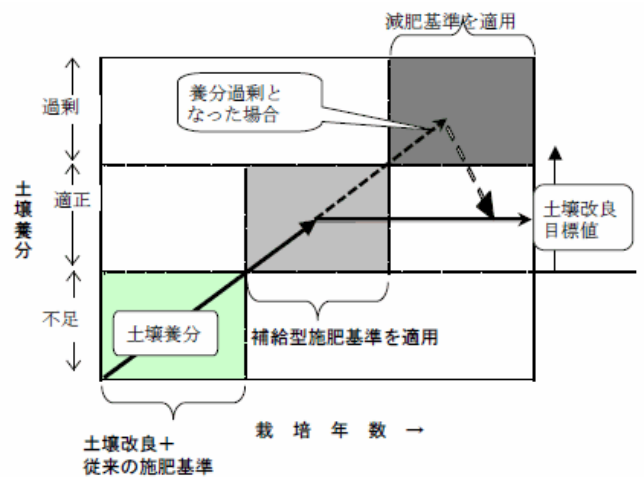 減肥基準を適用
過剰
養分過剰と
なった場合
土壌養分
適正
土壌改良
目標値
不足
土壌養分
補給型施肥基準を適用
土壌改良＋
従来の施肥基準
栽 培 年 数 →